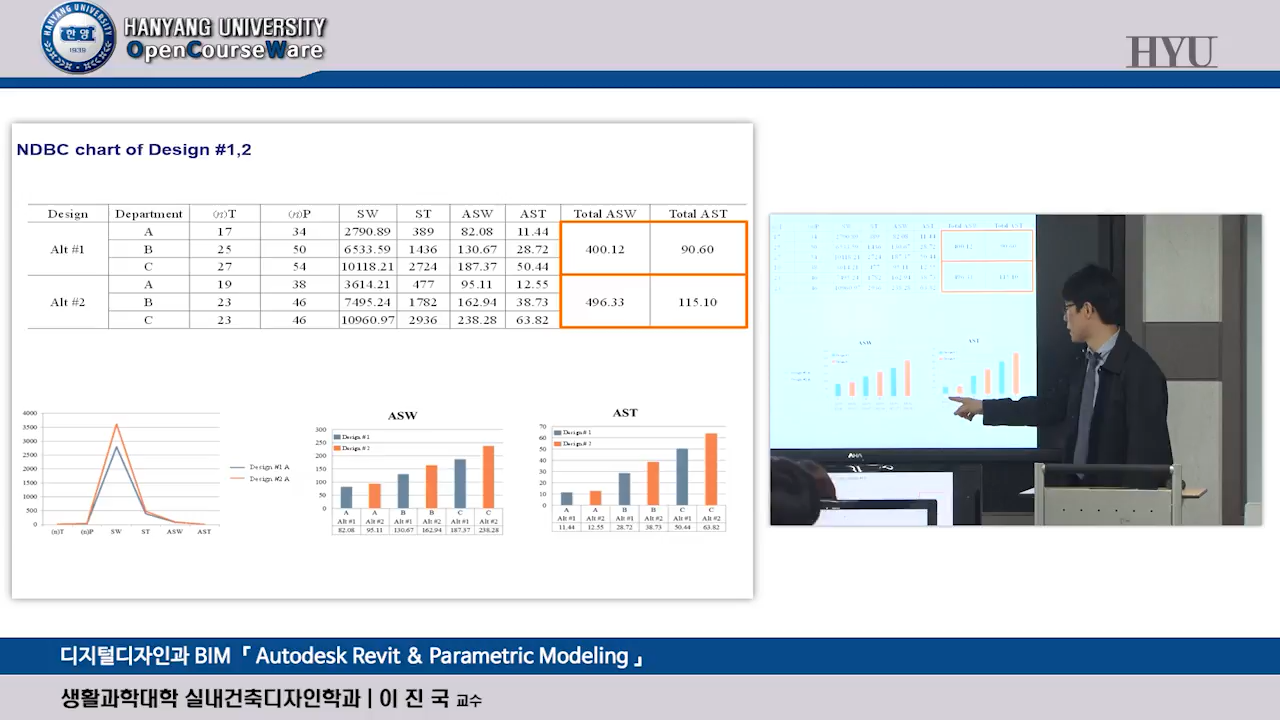 HANYANG UNIVERSITY
OpenCourseWare
HANYANG UNIVERSITY
한양
1939
HYU
NDBC chart of Design #1,2
Design Department (n)T (n)P SW ST ASW AST Total ASW Total AST
Alt #1 A 17 34 2790.89 389 82.08 11.44 400.12 90.60
B 25 50 6533.59 1436 130.67 28.72
C 27 54 10118.21 2724 187.37 50.44
Alt #2 A 19 38 3614.21 477 95.11 12.55 496.33 115.10
B 23 46 7495.24 1782 162.94 38.73
C 23 46 10960.97 2936 238.28 63.82
4000
3500
3000
2500
2000
1500
1000
500
0
(n)T (n)P SW ST ASW AST
Design #1 A
Design #2 A
ASW
300
250
200
150
100
50
0
Design# 1
Design# 2
A A B B C C
Alt #1 Alt #2 Alt #1 Alt #2 Alt #1 Alt #2
82.08 95.11 130.67 162.94 187.37 238.28
AST
70
60
50
40
30
20
10
0
Design# 1
Design# 2
A A B B C C
Alt #1 Alt #2 Alt #1 Alt #2 Alt #1 Alt #2
11.44 12.55 28.72 38.73 50.44 63.82
ASW
AST
디지털디자인과 BIM 「 Autodesk Revit & Parametric Modeling 」
생활과학대학 실내건축디자인학과 | 이 진 국 교수